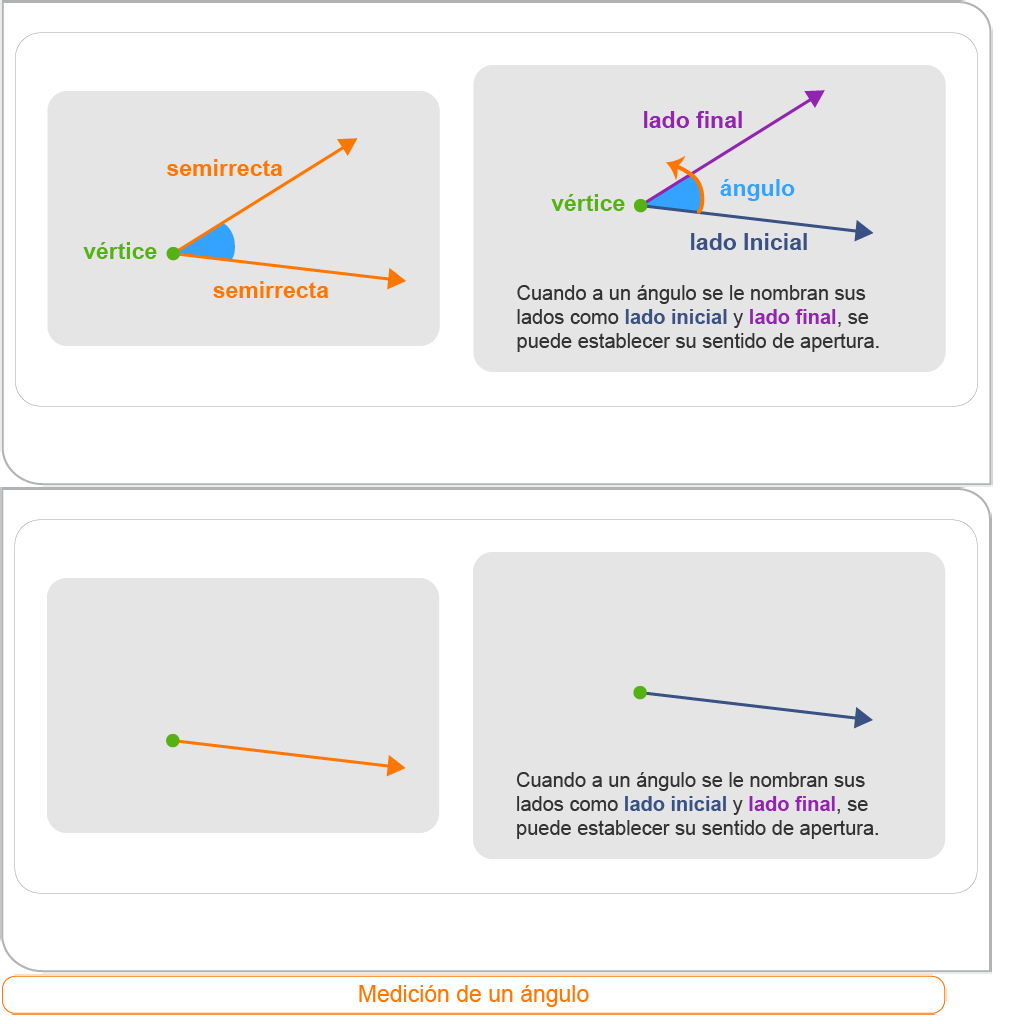 semirrecta
vértice
semirrecta
lado final
ángulo
vértice
lado Inicial
Cuando a un ángulo se le nombran sus
lados como lado inicial y lado final, se
puede establecer su sentido de apertura.
Cuando a un ángulo se le nombran sus
lados como lado inicial y lado final, se
puede establecer su sentido de apertura.
Medición de un ángulo